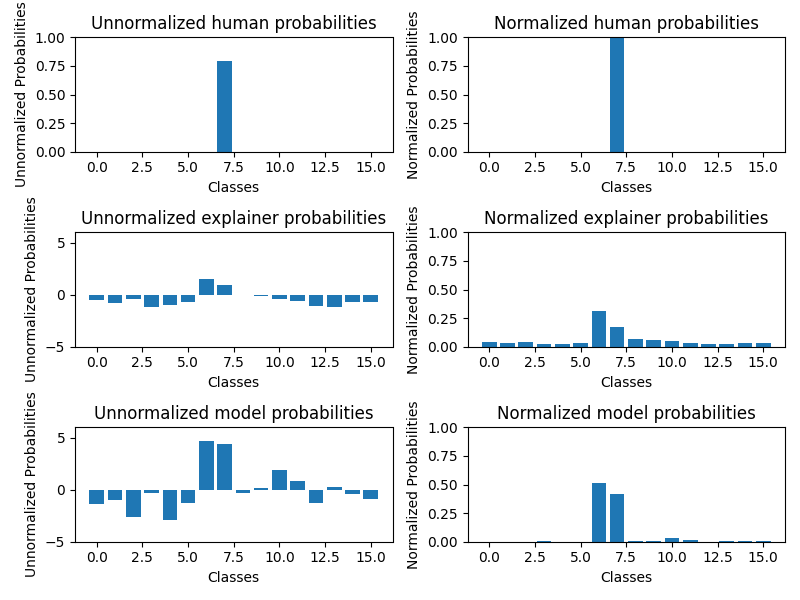 Unnormalized human probabilities
Unnormalized Probabilities
1.00
0.75
0.50
0.25
0.00
0.0 2.5 5.0 7.5 10.0 12.5 15.0
Classes
Normalized human probabilities
Normalized Probabilities
1.00
0.75
0.50
0.25
0.00
0.0 2.5 5.0 7.5 10.0 12.5 15.0
Classes
Unnormalized explainer probabilities
Unnormalized Probabilities
5
0
−5
0.0 2.5 5.0 7.5 10.0 12.5 15.0
Classes
Normalized explainer probabilities
Normalized Probabilities
1.00
0.75
0.50
0.25
0.00
0.0 2.5 5.0 7.5 10.0 12.5 15.0
Classes
Unnormalized model probabilities
Unnormalized Probabilities
5
0
−5
0.0 2.5 5.0 7.5 10.0 12.5 15.0
Classes
Normalized model probabilities
Normalized Probabilities
1.00
0.75
0.50
0.25
0.00
0.0 2.5 5.0 7.5 10.0 12.5 15.0
Classes